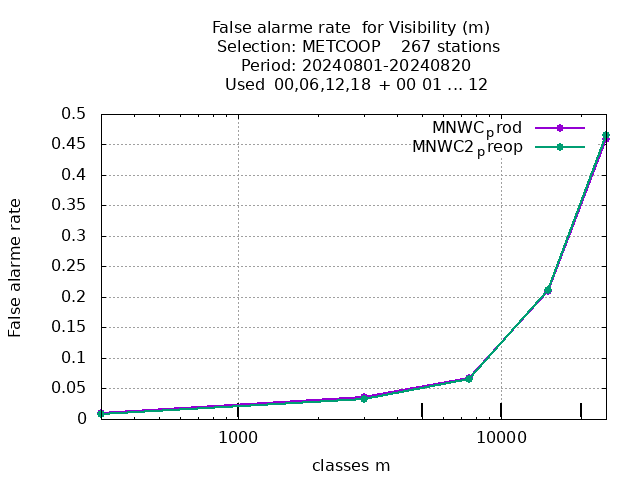 False alarme rate  for Visibility (m)
Selection: METCOOP    267 stations
Period: 20240801-20240820
Used  00,06,12,18 + 00 01 ... 12
0.5
0.45
0.4
0.35
0.3
0.25
0.2
0.15
0.1
0.05
0
False alarme rate
MNWCprod
MNWC2preop
1000
10000
classes m